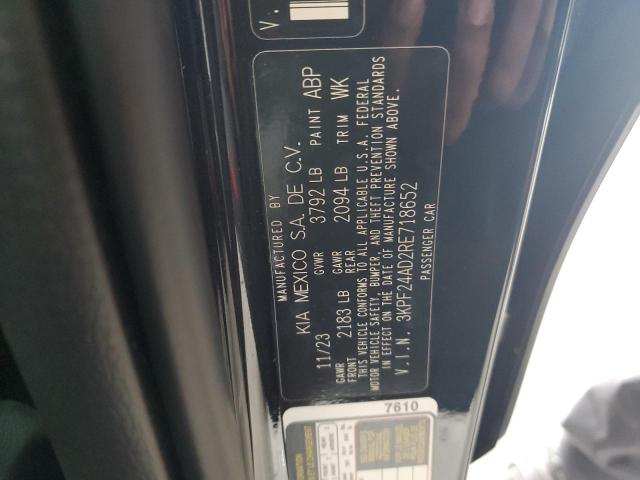 V.
MANUFACTURED BY
KIA MEXICO S.A. DE C.V.
11/23 GVWR 3792 LB PAINT ABP
GAWR FRONT 2183 LB GAWR REAR 2094 LB TRIM WK
THIS VEHICLE CONFORMS TO ALL APPLICABLE U.S.A. FEDERAL
MOTOR VEHICLE SAFETY, BUMPER, AND THEFT PREVENTION STANDARDS
IN EFFECT ON THE DATE OF MANUFACTURE SHOWN ABOVE.
V.I.N. 3KPF24AD2RE718652
PASSENGER CAR
7610